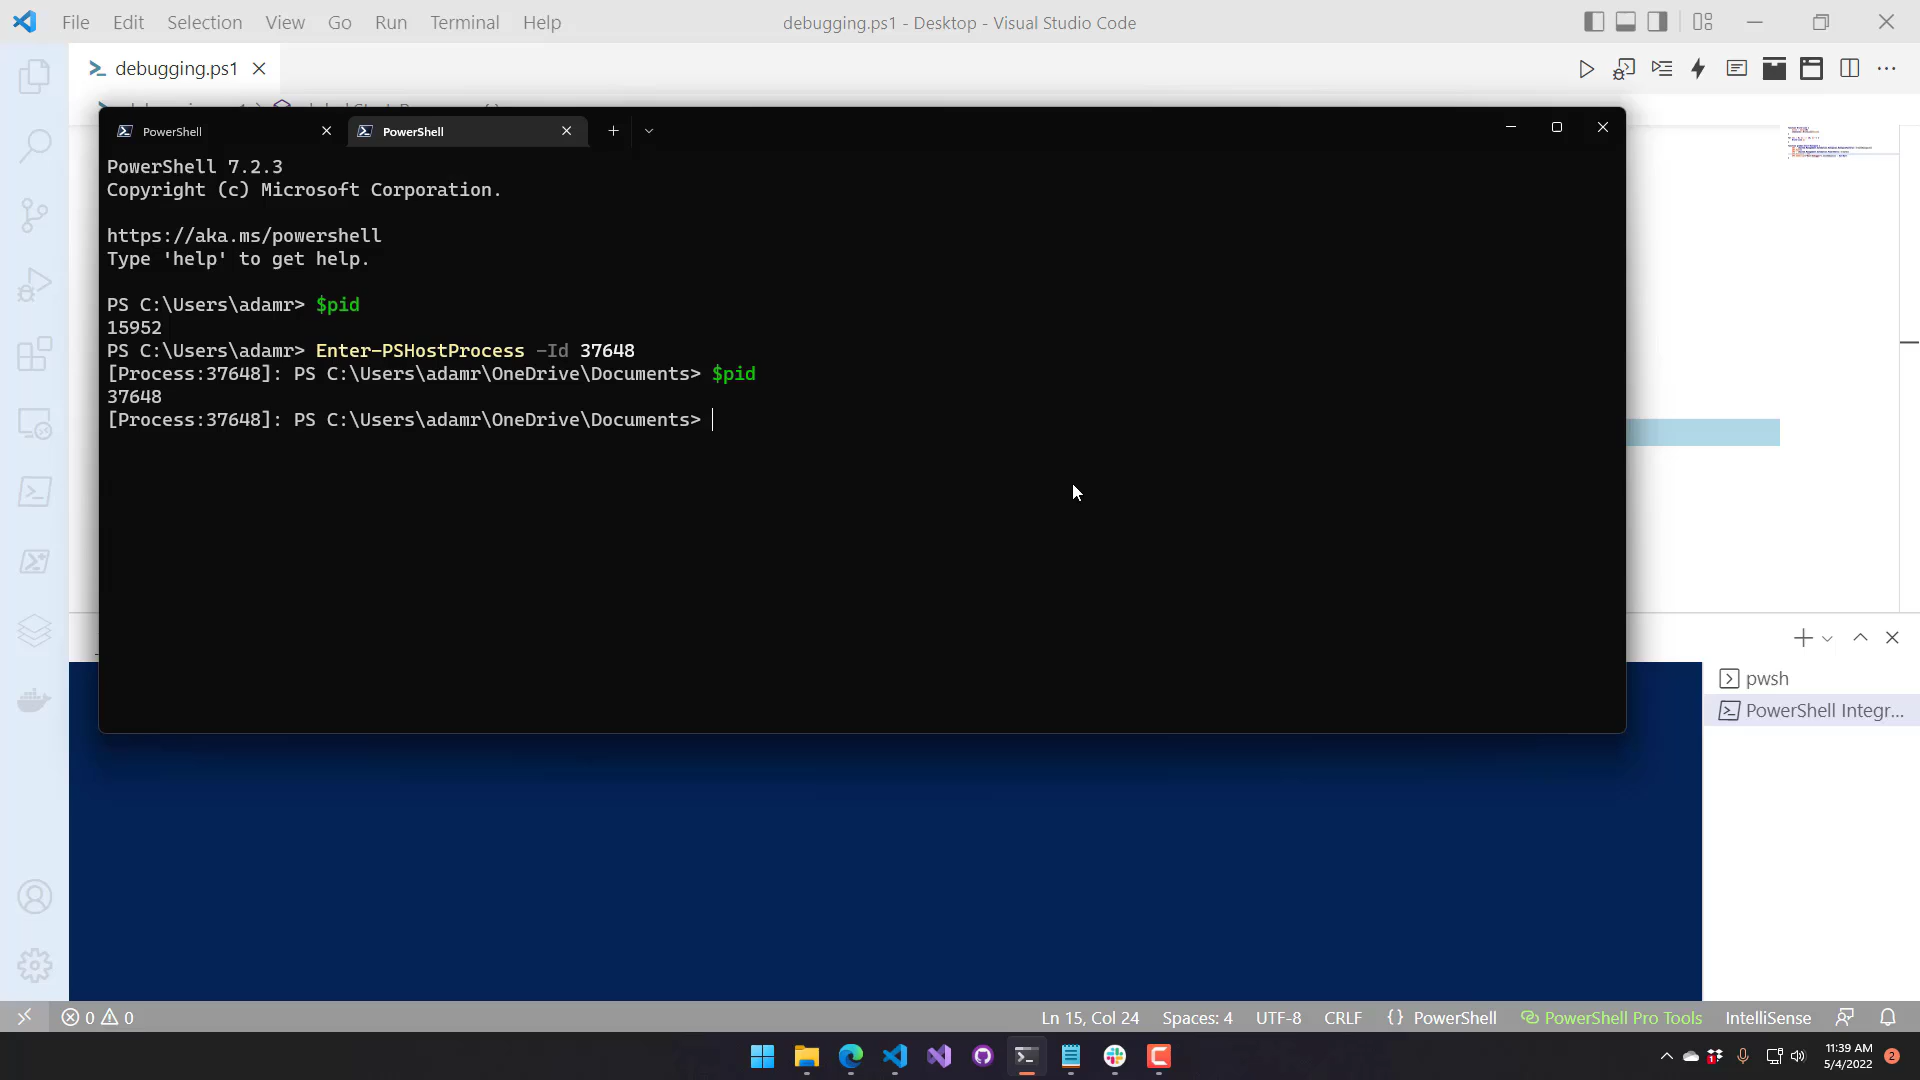 File Edit Selection View Go Run Terminal Help
debugging.ps1 - Desktop - Visual Studio Code
debugging.ps1
PowerShell
PowerShell
PowerShell 7.2.3
Copyright (c) Microsoft Corporation.
https://aka.ms/powershell
Type 'help' to get help.
PS C:\Users\adamr> $pid
15952
PS C:\Users\adamr> Enter-PSHostProcess -Id 37648
[Process:37648]: PS C:\Users\adamr\OneDrive\Documents> $pid
37648
[Process:37648]: PS C:\Users\adamr\OneDrive\Documents>
pwsh
PowerShell Integr...
0 0
Ln 15, Col 24 Spaces: 4 UTF-8 CRLF {} PowerShell PowerShell Pro Tools IntelliSense
11:39 AM
5/4/2022
2